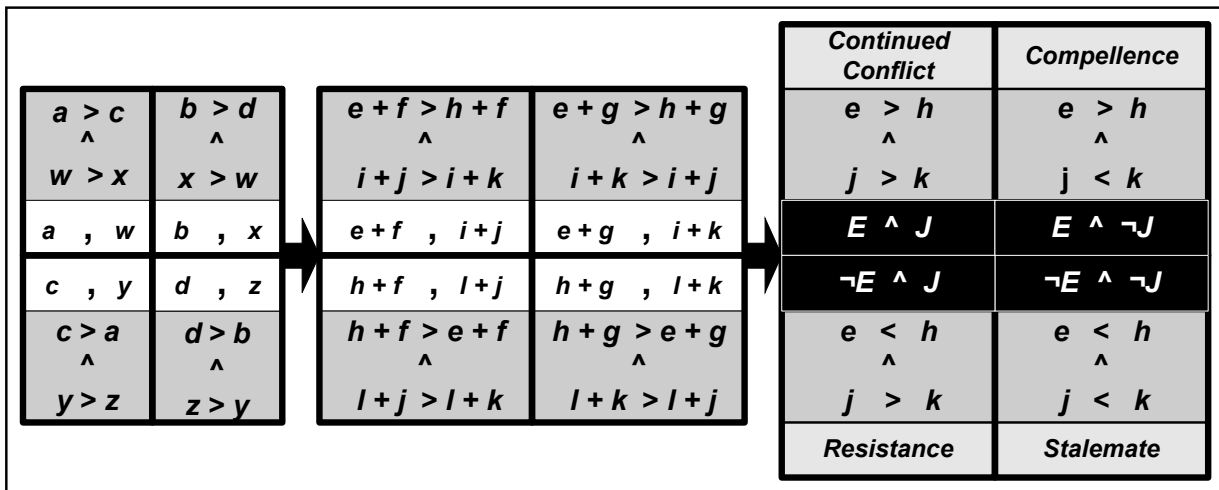 a > c
^
w > x
b > d
^
x > w
a , w
b , x
c , y
d , z
c > a
^
y > z
d > b
^
z > y
e + f > h + f
^
i + j > i + k
e + g > h + g
^
i + k > i + j
e + f , i + j
e + g , i + k
h + f , l + j
h + g , l + k
h + f > e + f
^
l + j > l + k
h + g > e + g
^
l + k > l + j
Continued
Conflict
Compellence
e > h
^
j > k
e > h
^
j < k
E ^ J
E ^ ¬J
¬E ^ J
¬E ^ ¬J
e < h
^
j > k
e < h
^
j < k
Resistance
Stalemate